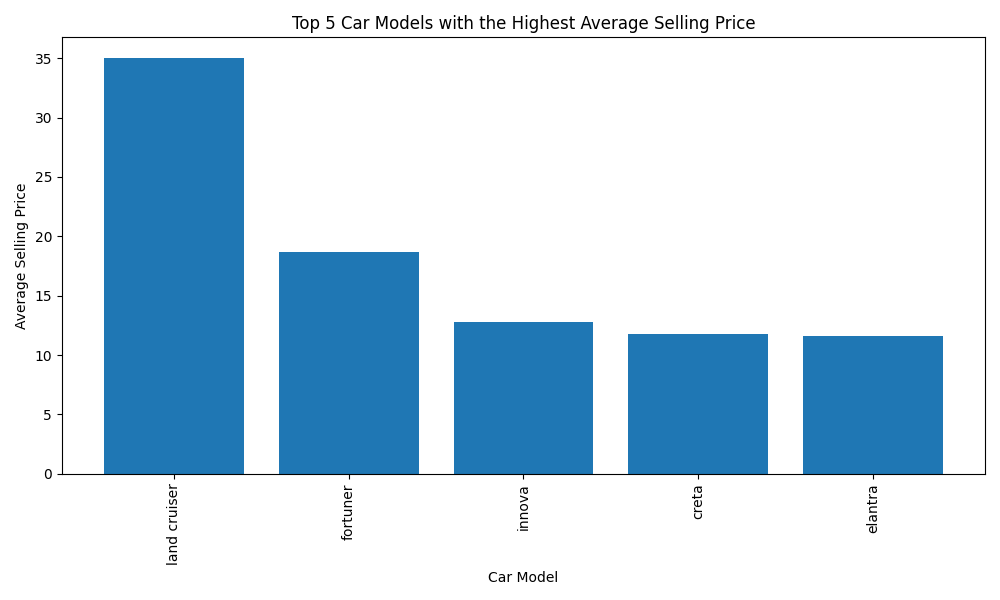 Top 5 Car Models with the Highest Average Selling Price
Average Selling Price
35
30
25
20
15
10
5
0
land cruiser
fortuner
innova
creta
elantra
Car Model